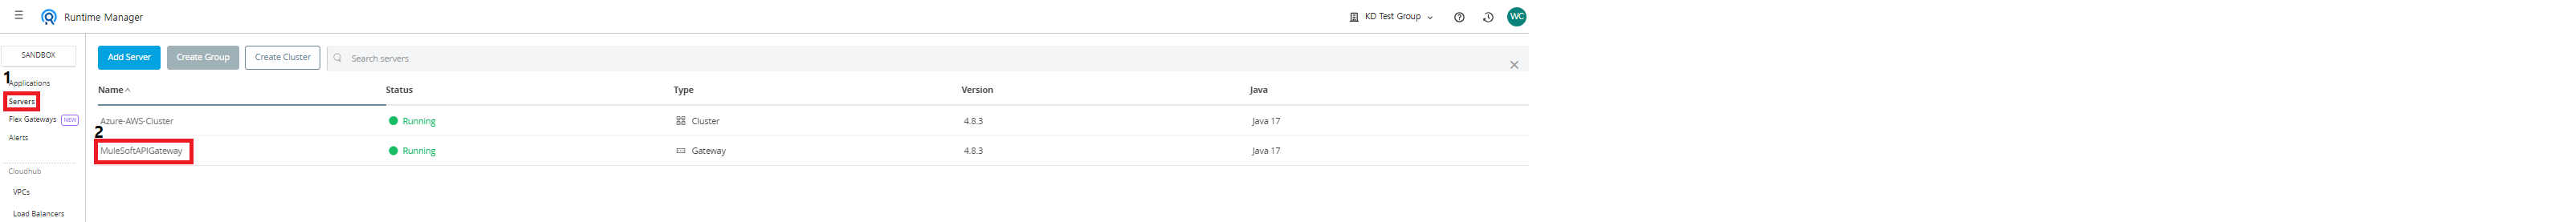 Runtime Manager
KD Test Group
WC
SANDBOX
Add Server
Create Group
Create Cluster
Search servers
1
Applications
Servers
Flex Gateways NEW
Alerts
Cloudhub
VPCs
Load Balancers
Name Status Type Version Java
Azure-AWS-Cluster Running Cluster 4.8.3 Java 17
2
MuleSoftAPIGateway Running Gateway 4.8.3 Java 17